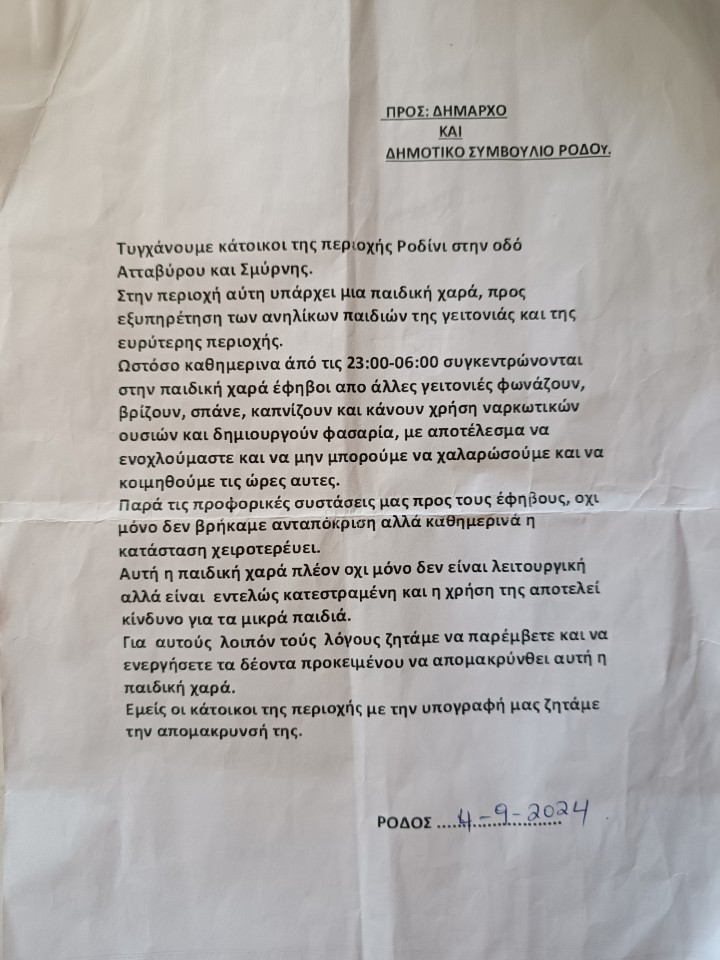 ΠΡΟΣ: ΔΗΜΑΡΧΟ
ΚΑΙ
ΔΗΜΟΤΙΚΟ ΣΥΜΒΟΥΛΙΟ ΡΟΔΟΥ.
Τυγχάνουμε κάτοικοι της περιοχής Ροδίνι στην οδό
Ατταβύρου και Σμύρνης.
Στην περιοχή αύτη υπάρχει μια παιδική χαρά, προς
εξυπηρέτηση των ανηλίκων παιδιών της γειτονιάς και της
ευρύτερης περιοχής.
Ωστόσο καθημερινα άπό τις 23:00-06:00 συγκεντρώνονται
στην παιδική χαρά έφηβοι απο άλλες γειτονιές φωνάζουν,
βρίζουν, σπάνε, καπνίζουν και κάνουν χρήση ναρκωτικών
ουσιών και δημιουργούν φασαρία, με αποτέλεσμα να
ενοχλούμαστε και να μην μπορούμε να χαλαρώσούμε και να
κοιμηθούμε τις ώρες αυτες.
Παρά τις προφορικές συστάσεις μας προς τους έφηβους, οχι
μόνο δεν βρήκαμε ανταπόκριση αλλά καθημερινά η
κατάσταση χειροτερέυει.
Αυτή η παιδική χαρά πλέον οχι μόνο δεν είναι λειτουργική
αλλά είναι εντελώς κατεστραμένη και η χρήση της αποτελεί
κίνδυνο για τα μικρά παιδιά.
Για αυτούς λοιπόν τούς λόγους ζητάμε να παρέμβετε και να
ενεργήσετε τα δέοντα προκειμένου να απομακρύνθει αυτή η
παιδική χαρά.
Εμείς οι κάτοικοι της περιοχής με την υπογραφή μας ζητάμε
την απομακρυνσή της.
ΡΟΔΟΣ ....4-9-2024